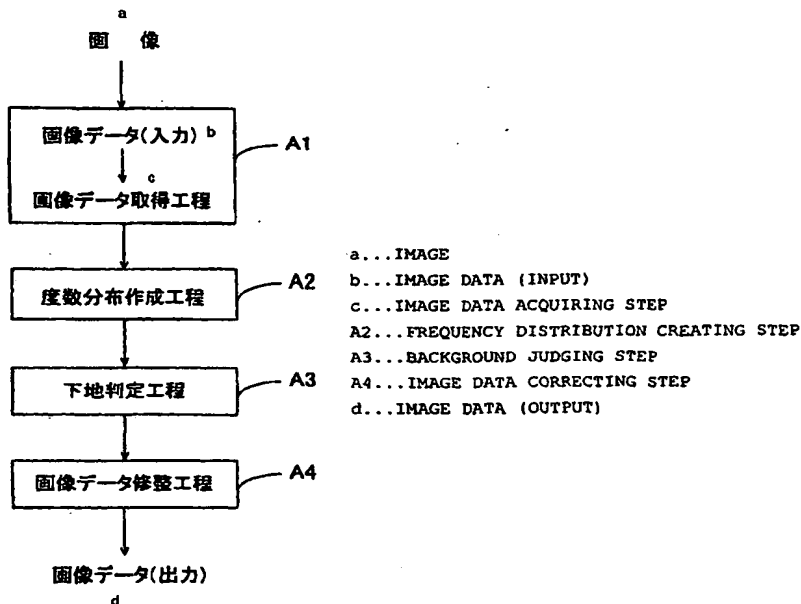 a
画 像
画像データ(入力) b
A1
c
画像データ取得工程
度数分布作成工程
A2
下地判定工程
A3
画像データ修整工程
A4
画像データ(出力)
d
a...IMAGE
b...IMAGE DATA (INPUT)
c...IMAGE DATA ACQUIRING STEP
A2...FREQUENCY DISTRIBUTION CREATING STEP
A3...BACKGROUND JUDGING STEP
A4...IMAGE DATA CORRECTING STEP
d...IMAGE DATA (OUTPUT)